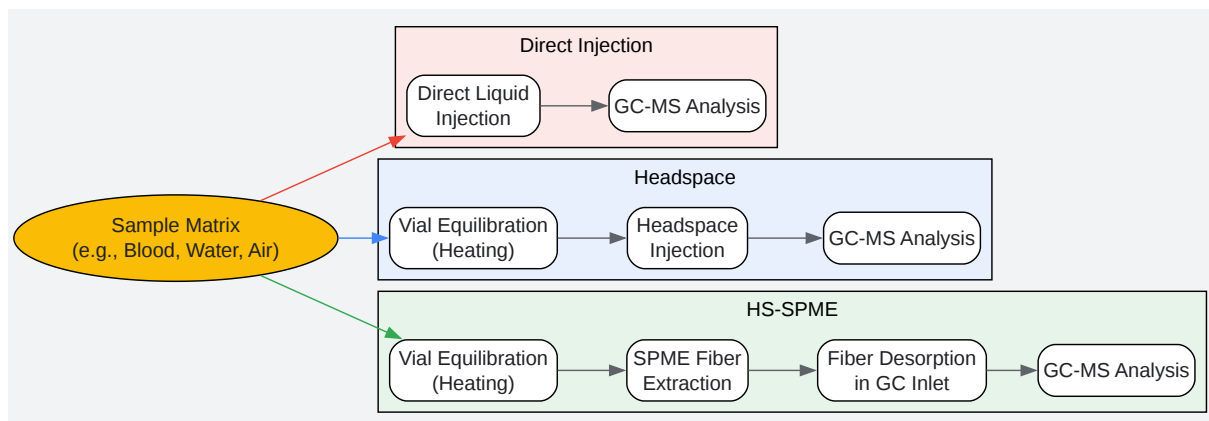 Direct Injection
Direct Liquid
Injection
GC-MS Analysis
Sample Matrix
(e.g., Blood, Water, Air)
Headspace
Vial Equilibration
(Heating)
Headspace
Injection
GC-MS Analysis
HS-SPME
Vial Equilibration
(Heating)
SPME Fiber
Extraction
Fiber Desorption
in GC Inlet
GC-MS Analysis